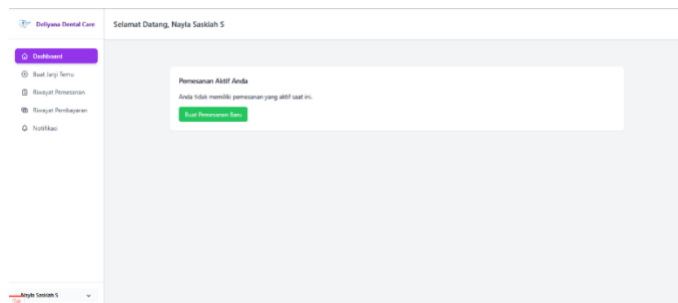 Deliyana Dental Care
Selamat Datang, Nayla Saskiah S
Dashboard
Buat Janji Temu
Riwayat Pemesanan
Riwayat Pembayaran
Notifikasi
Pemesanan Aktif Anda
Anda tidak memiliki pemesanan yang aktif saat ini.
Buat Pemesanan Baru
Nayla Saskiah S